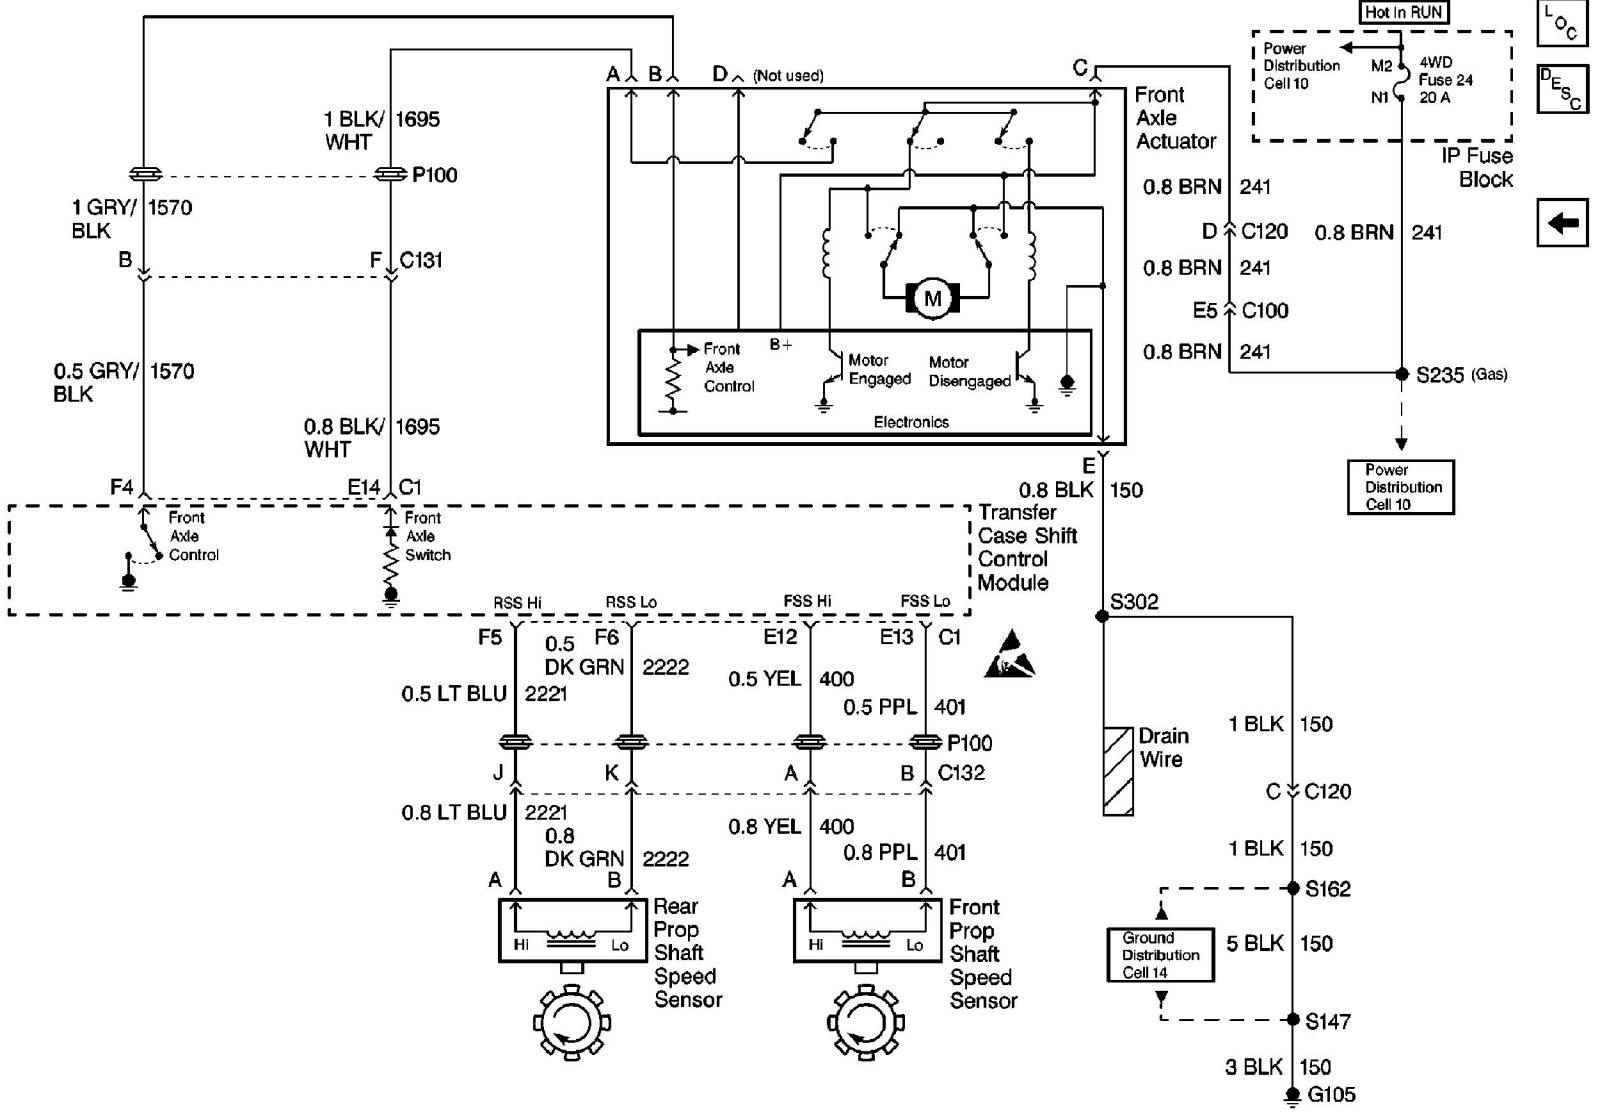 Hot In RUN
L
O
C
Power
Distribution
Cell 10
M2
N1
4WD
Fuse 24
20 A
D
E
S
C
IP Fuse
Block
A
B
D
(Not used)
C
Front
Axle
Actuator
1 BLK/
WHT
1695
P100
1 GRY/
BLK
1570
B
F
C131
0.5 GRY/
BLK
1570
0.8 BLK/
WHT
1695
0.8 BRN
241
D
C120
0.8 BRN
241
0.8 BRN
241
E5
C100
0.8 BRN
241
S235 (Gas)
Power
Distribution
Cell 10
M
Front
Axle
Control
B+
Motor
Engaged
Motor
Disengaged
Electronics
E
0.8 BLK
150
F4
E14
C1
Front
Axle
Control
Front
Axle
Switch
Transfer
Case Shift
Control
Module
RSS Hi
RSS Lo
FSS Hi
FSS Lo
S302
F5
0.5
DK GRN
F6
2222
E12
E13
C1
0.5 LT BLU
2221
0.5 YEL
400
0.5 PPL
401
P100
J
K
A
B
C132
0.8 LT BLU
2221
0.8
DK GRN
2222
0.8 YEL
400
0.8 PPL
401
A
B
A
B
Hi
Lo
Rear
Prop
Shaft
Speed
Sensor
Hi
Lo
Front
Prop
Shaft
Speed
Sensor
Drain
Wire
1 BLK
150
C
C120
1 BLK
150
S162
Ground
Distribution
Cell 14
5 BLK
150
S147
3 BLK
150
G105